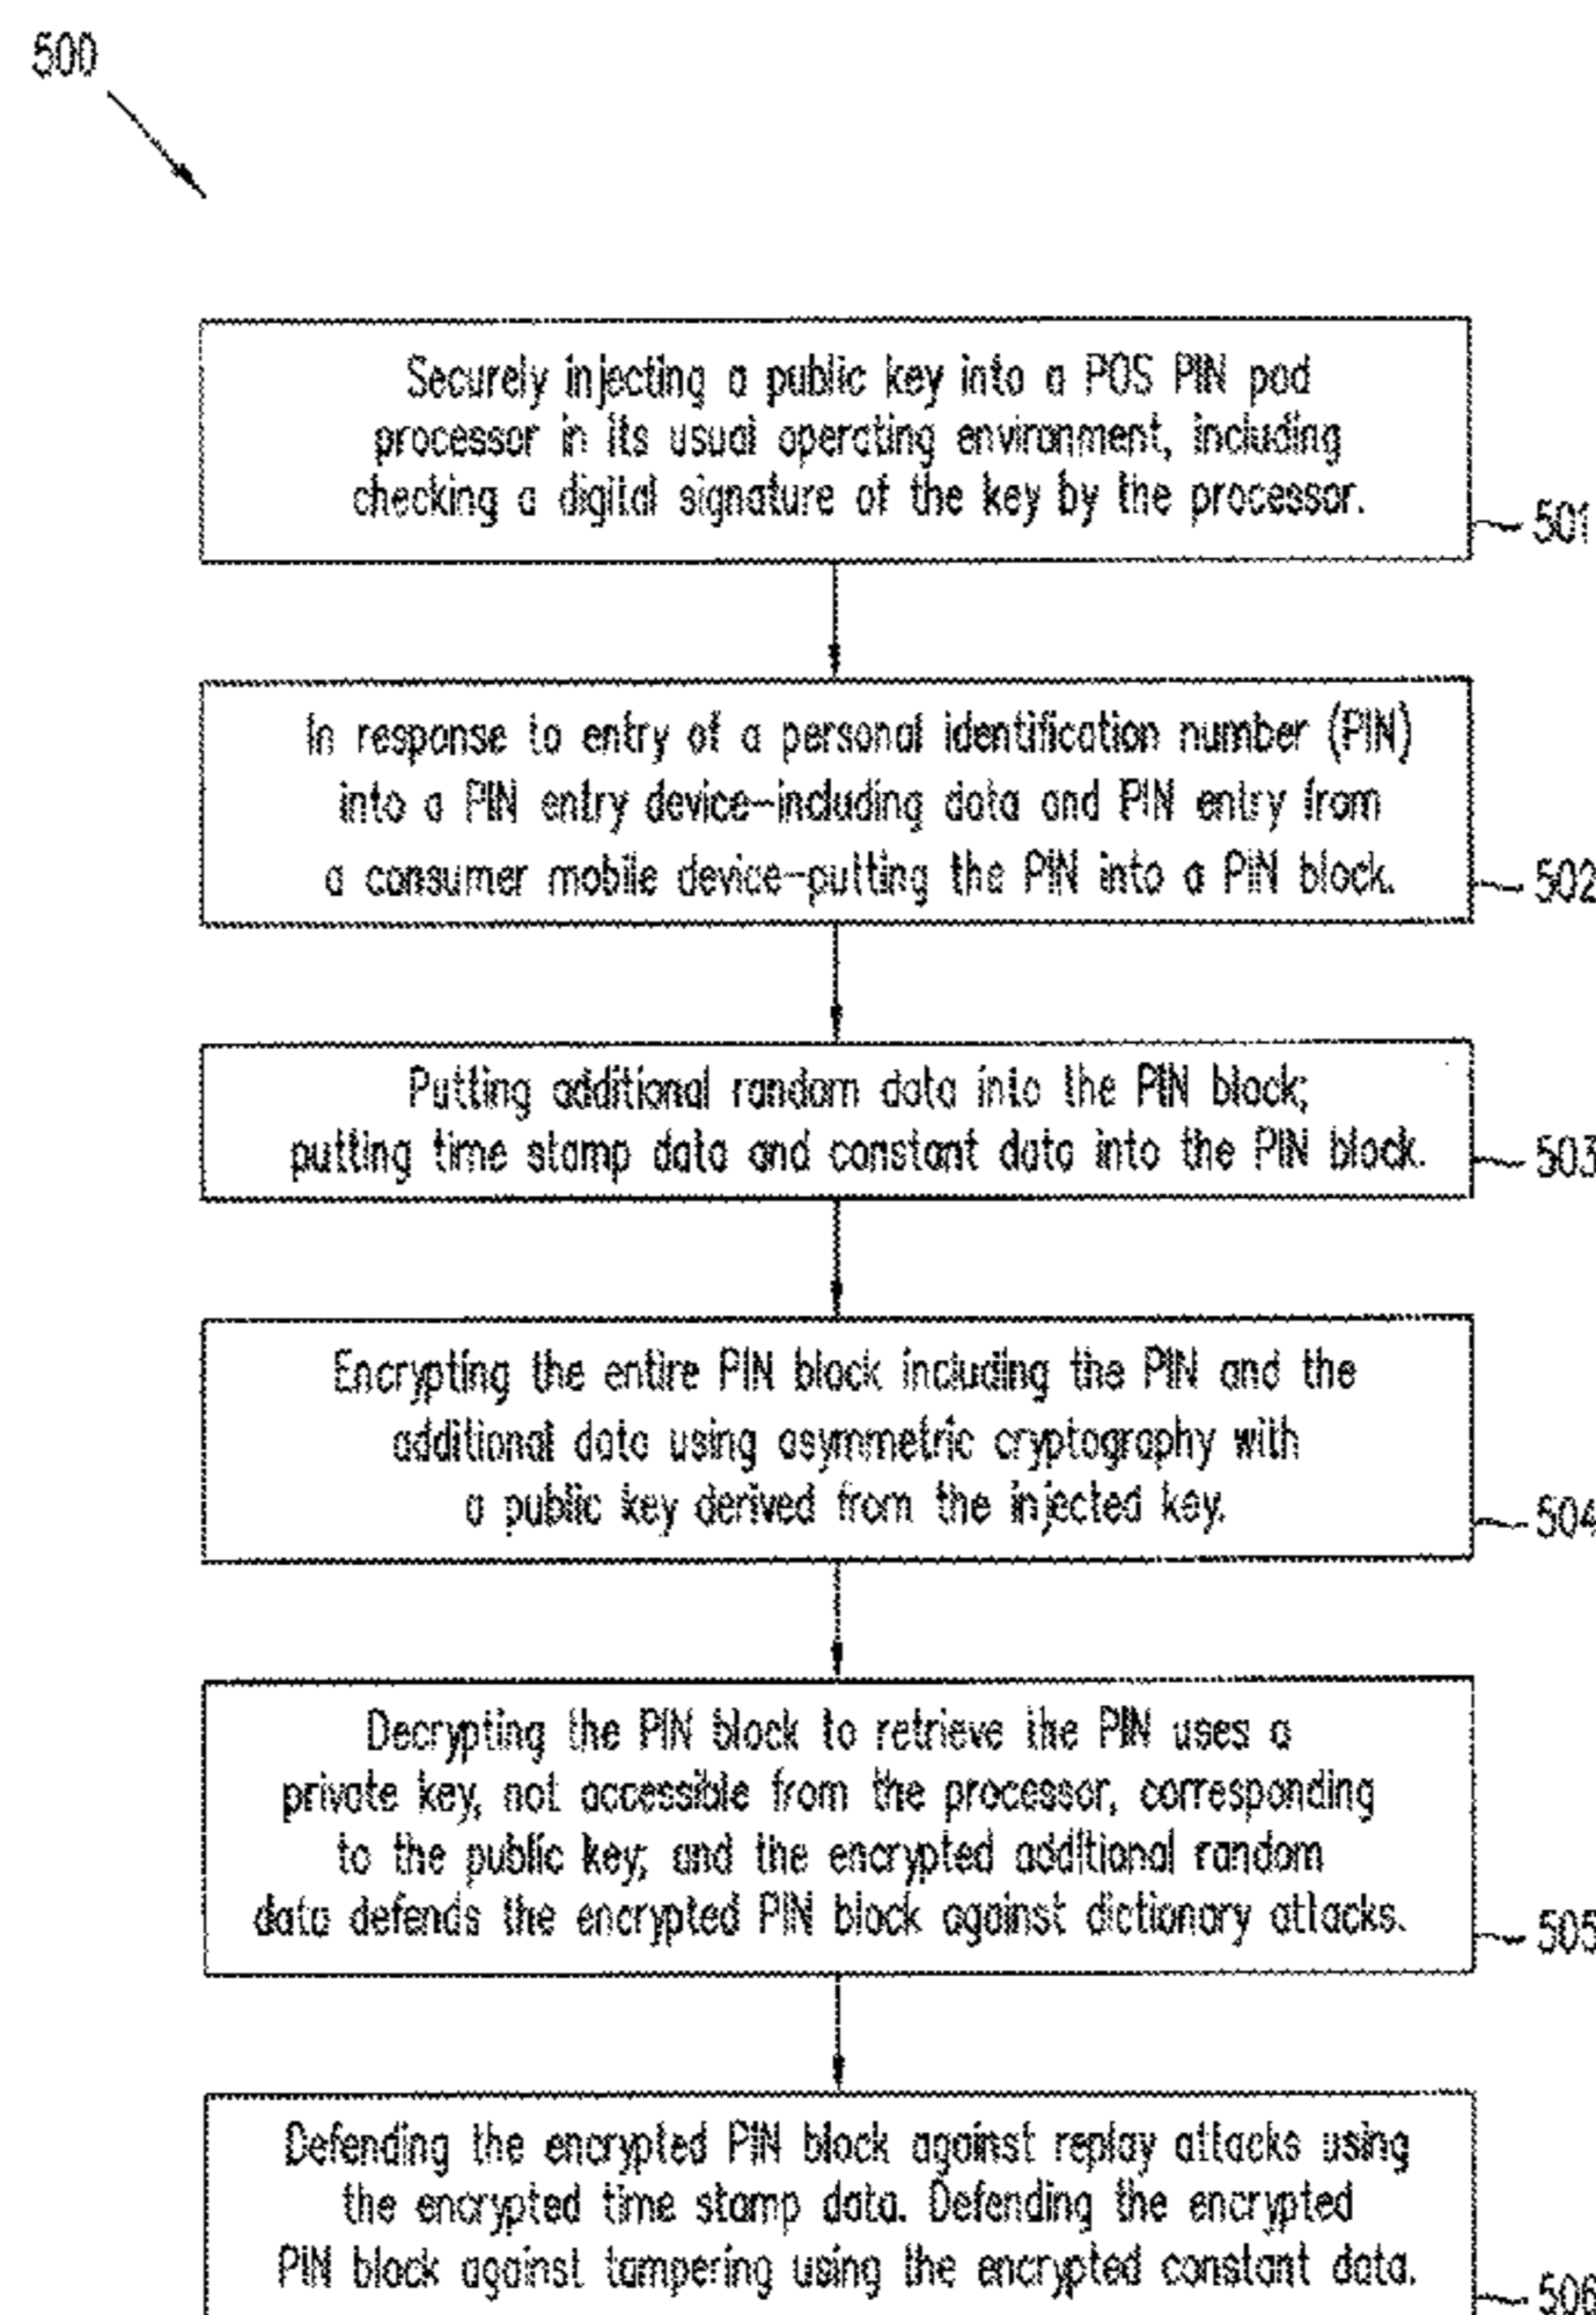 500
Securely injecting a public key into a POS PIN pad
processor in its usual operating environment, including
checking a digital signature of the key by the processor.
501
In response to entry of a personal identification number (PIN)
into a PIN entry device--including data and PIN entry from
a consumer mobile device--putting the PIN into a PIN block.
502
Putting additional random data into the PIN block;
putting time stamp data and constant data into the PIN block.
503
Encrypting the entire PIN block including the PIN and the
additional data using asymmetric cryptography with
a public key derived from the injected key.
504
Decrypting the PIN block to retrieve the PIN uses a
private key, not accessible from the processor, corresponding
to the public key; and the encrypted additional random
data defends the encrypted PIN block against dictionary attacks.
505
Defending the encrypted PIN block against replay attacks using
the encrypted time stamp data. Defending the encrypted
PIN block against tampering using the encrypted constant data.
506